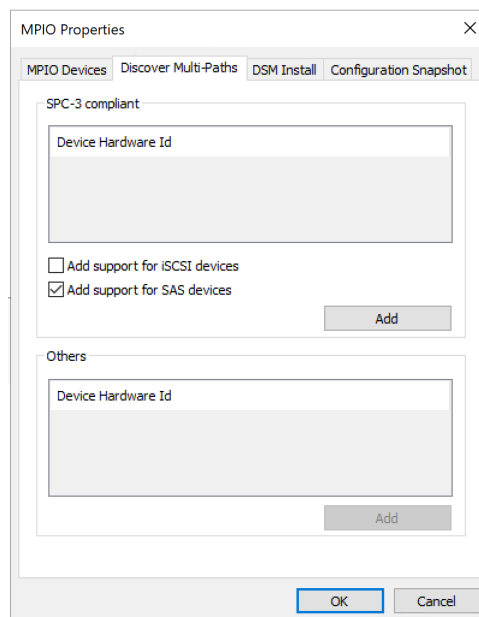 MPIO Properties
MPIO Devices Discover Multi-Paths DSM Install Configuration Snapshot
SPC-3 compliant
Device Hardware Id
Add support for iSCSI devices
Add support for SAS devices
Add
Others
Device Hardware Id
Add
OK Cancel